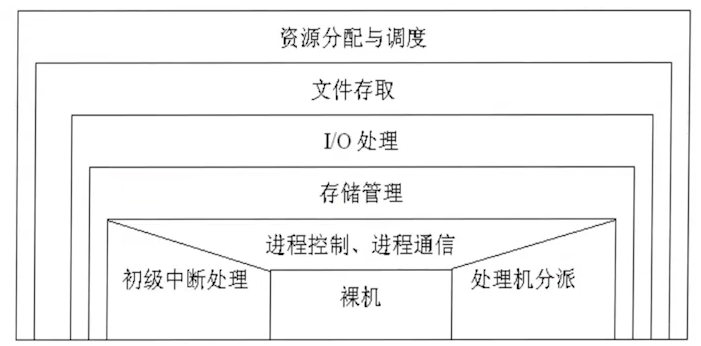 资源分配与调度
文件存取
I/O 处理
存储管理
进程控制、进程通信
初级中断处理
裸机
处理机分派